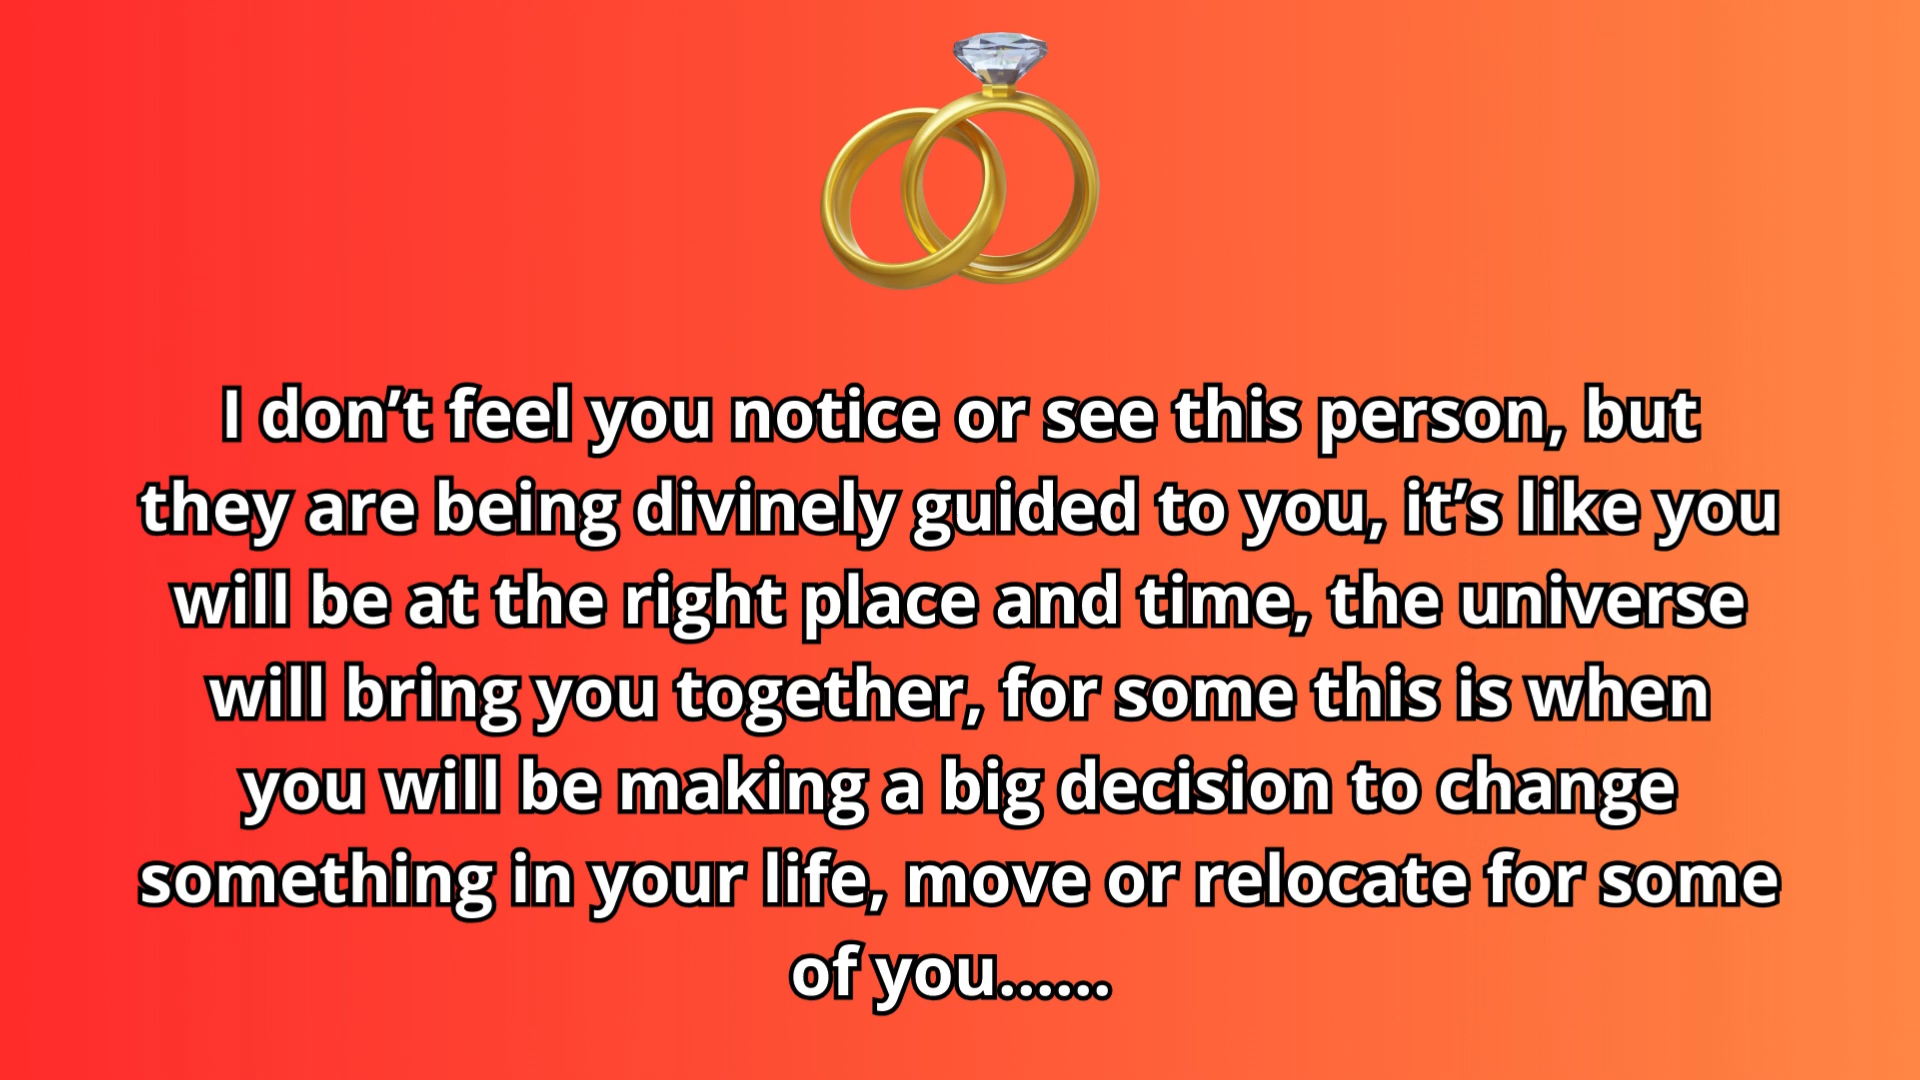 I don’t feel you notice or see this person, but
they are being divinely guided to you, it’s like you
will be at the right place and time, the universe
will bring you together, for some this is when
you will be making a big decision to change
something in your life, move or relocate for some
of you......